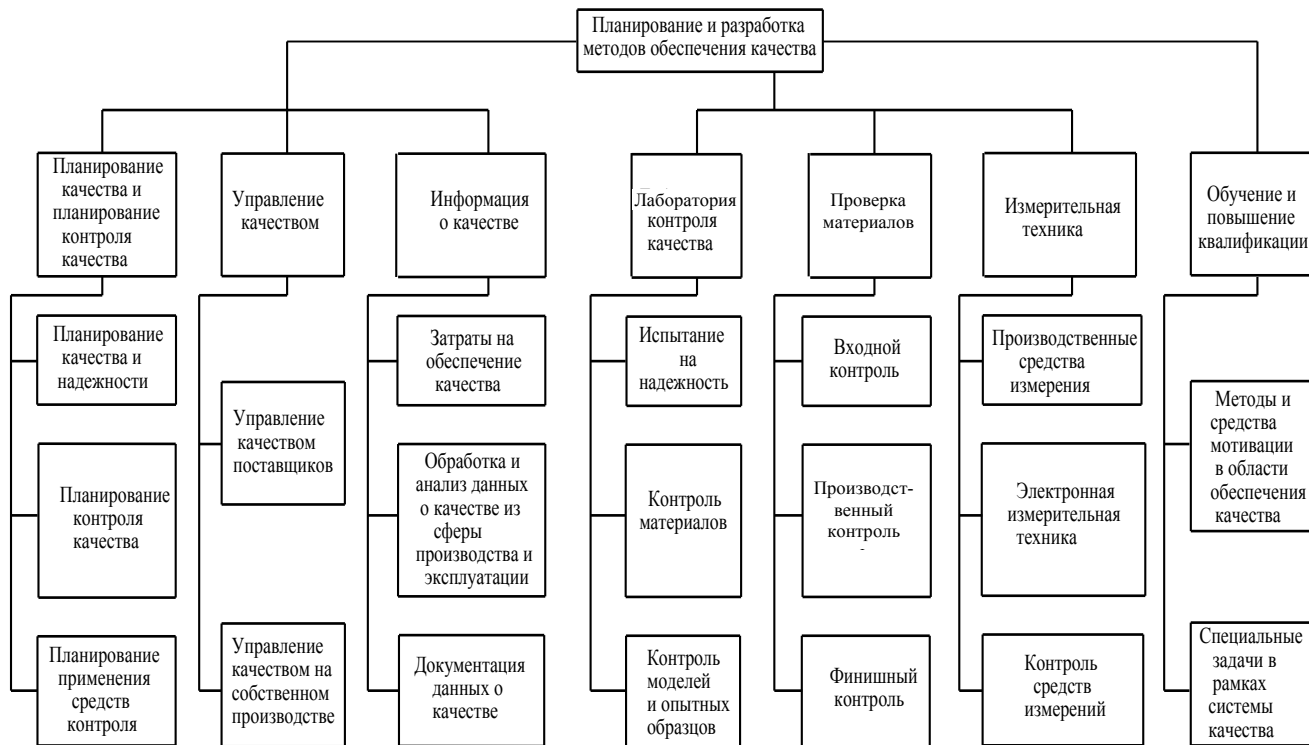 Планирование и разработка
методов обеспечения качества
Планирование
качества и
планирование
контроля
качества
Управление
качеством
Информация
о качестве
Лаборатория
контроля
качества
Проверка
материалов
Измерительная
техника
Обучение и
повышение
квалификации
Планирование
качества и
надежности
Планирование
контроля
качества
Планирование
применения
средств
контроля
Управление
качеством
поставщиков
Управление
качеством на
собственном
производстве
Затраты на
обеспечение
качества
Обработка и
анализ данных
о качестве из
сферы
производства и
эксплуатации
Документация
данных о
качестве
Испытание
на
надежность
Контроль
материалов
Контроль
моделей
и опытных
образцов
Входной
контроль
Производст-
венный
контроль
Финишный
контроль
Производственные
средства
измерения
Электронная
измерительная
техника
Контроль
средств
измерений
Методы и
средства
мотивации
в области
обеспечения
качества
Специальные
задачи в
рамках
системы
качества